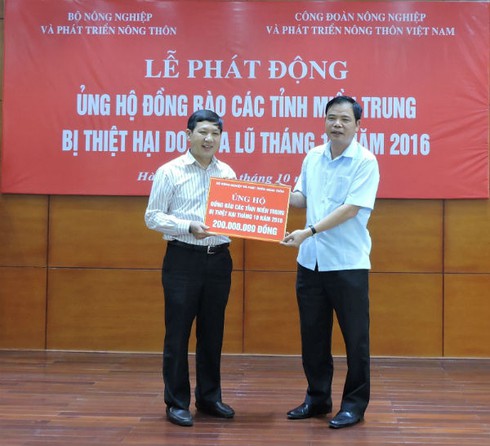 BỘ NÔNG NGHIỆP
VÀ PHÁT TRIỂN NÔNG THÔN
CÔNG ĐOÀN NÔNG NGHIỆP
VÀ PHÁT TRIỂN NÔNG THÔN VIỆT NAM
LỄ PHÁT ĐỘNG
ỦNG HỘ ĐỒNG BÀO CÁC TỈNH MIỀN TRUNG
BỊ THIỆT HẠI DO LŨ THÁNG NĂM 2016
tháng 10
ỦNG HỘ
ĐỒNG BÀO CÁC TỈNH MIỀN TRUNG
BỊ THIỆT HẠI THÁNG 10 NĂM 2016
200.000.000 ĐỒNG